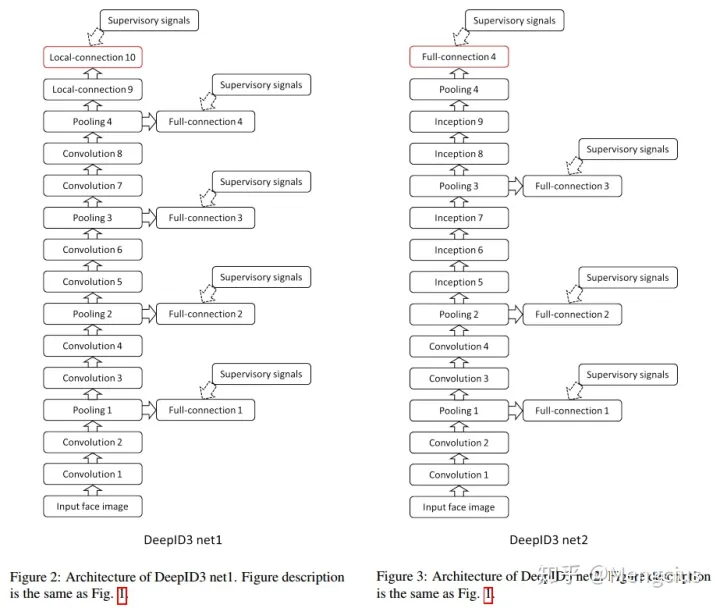 Supervisory signals
Local-connection 10
Local-connection 9
Supervisory signals
Pooling 4
Full-connection 4
Convolution 8
Convolution 7
Supervisory signals
Pooling 3
Full-connection 3
Convolution 6
Convolution 5
Supervisory signals
Pooling 2
Full-connection 2
Convolution 4
Convolution 3
Supervisory signals
Pooling 1
Full-connection 1
Convolution 2
Convolution 1
Input face image
DeepID3 net1
Figure 2: Architecture of DeepID3 net1. Figure description
is the same as Fig. 1.
Supervisory signals
Full-connection 4
Pooling 4
Inception 9
Inception 8
Supervisory signals
Pooling 3
Full-connection 3
Inception 7
Inception 6
Inception 5
Supervisory signals
Pooling 2
Full-connection 2
Convolution 4
Convolution 3
Supervisory signals
Pooling 1
Full-connection 1
Convolution 2
Convolution 1
Input face image
DeepID3 net2
Figure 3: Architecture of DeepID3 net2. Figure description
is the same as Fig. 1.
知乎 @Mengcius